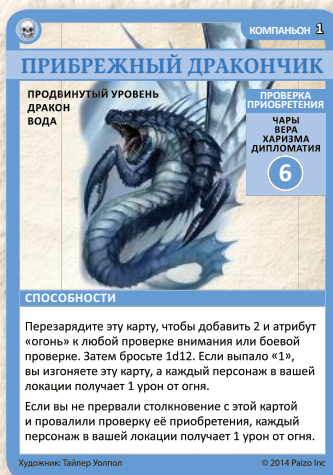 КОМПАНЬОН 1
ПРИБРЕЖНЫЙ ДРАКОНЧИК
ПРОДВИНУТЫЙ УРОВЕНЬ
ДРАКОН
ВОДА
ПРОВЕРКА
ПРИОБРЕТЕНИЯ
ЧАРЫ
ВЕРА
ХАРИЗМА
ДИПЛОМАТИЯ
6
СПОСОБНОСТИ
Перезарядите эту карту, чтобы добавить 2 и атрибут
«огонь» к любой проверке внимания или боевой
проверке. Затем бросьте 1d12. Если выпало «1»,
вы изгоняете эту карту, а каждый персонаж в вашей
локации получает 1 урон от огня.
Если вы не прервали столкновение с этой картой
и провалили проверку её приобретения, каждый
персонаж в вашей локации получает 1 урон от огня.
Художник: Тайлер Уолпол
© 2014 Paizo Inc